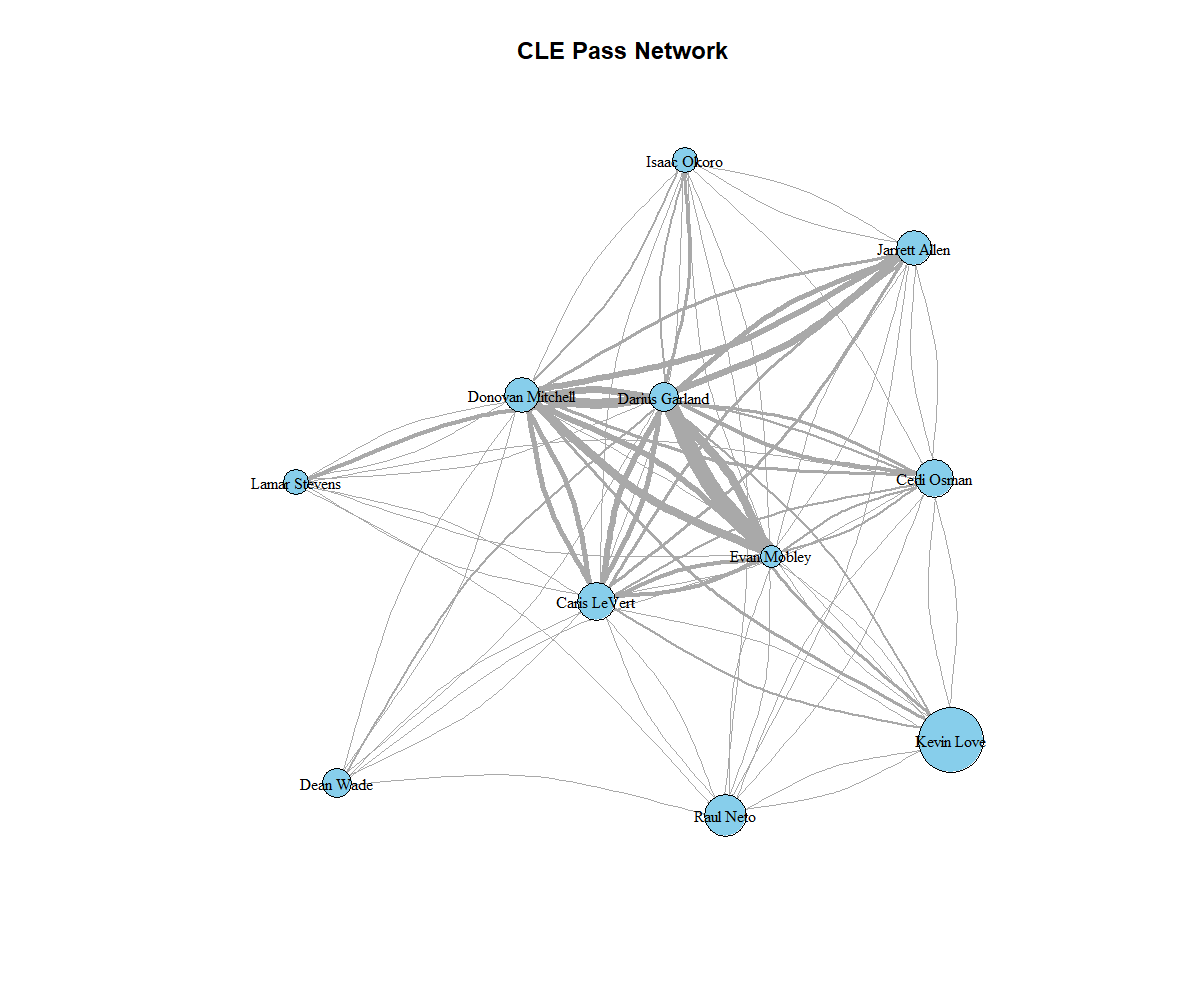 CLE Pass Network
Isaac Okoro
Jarrett Allen
Donovan Mitchell
Darius Garland
Cedi Osman
Lamar Stevens
Evan Mobley
Caris LeVert
Kevin Love
Dean Wade
Raul Neto